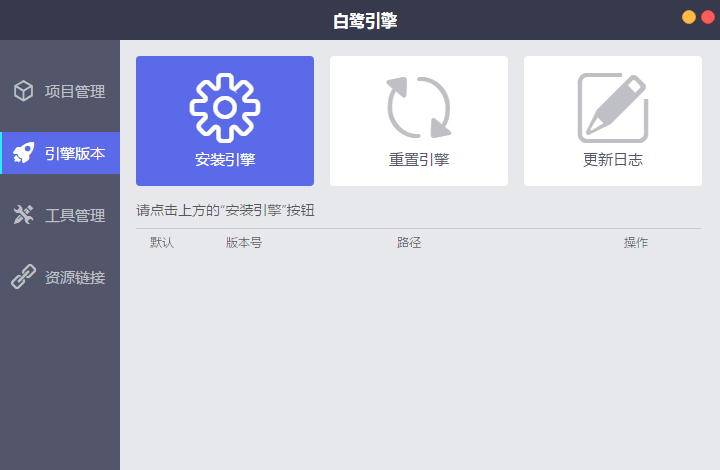 白鹭引擎
项目管理
引擎版本
工具管理
资源链接
安装引擎
重置引擎
更新日志
请点击上方的“安装引擎”按钮
默认 版本号 路径 操作